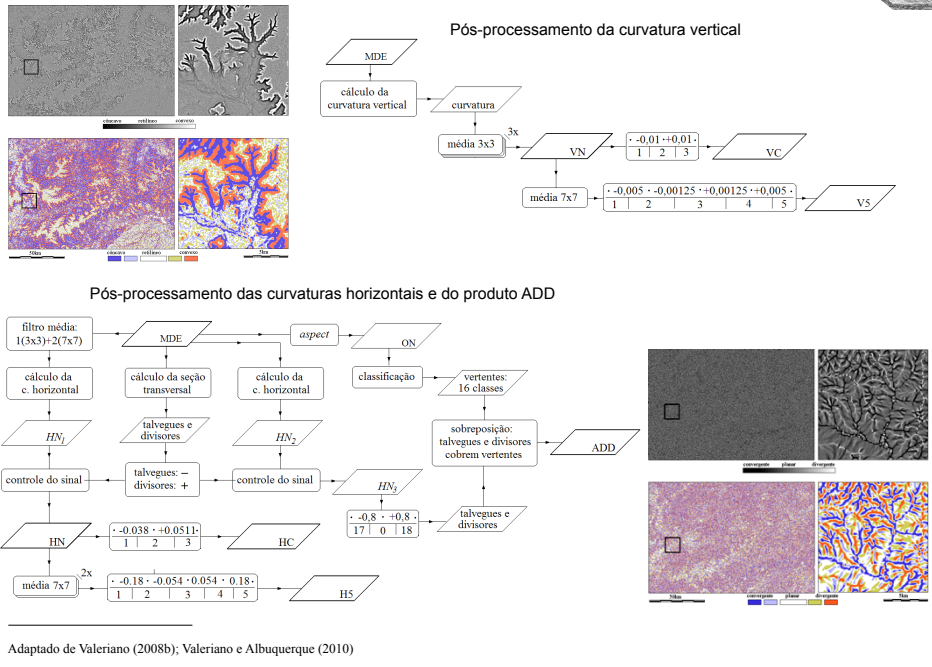 Pós-processamento da curvatura vertical
MDE
cálculo da
curvatura vertical
curvatura
média 3x3
3x
VN
· -0,01 ·+0,01·
1 | 2 | 3
VC
média 7x7
· -0,005 · -0,00125 ·+0,00125 ·+0,005 ·
1 | 2 | 3 | 4 | 5
V5
côncavo retilíneo convexo
côncavo retilíneo convexo
50km
5km
Pós-processamento das curvaturas horizontais e do produto ADD
filtro média:
1(3x3)+2(7x7)
MDE
aspect
ON
cálculo da
c. horizontal
cálculo da seção
transversal
cálculo da
c. horizontal
classificação
vertentes:
16 classes
HN1
talvegues e
divisores
HN2
sobreposição:
talvegues e divisores
cobrem vertentes
ADD
controle do sinal
talvegues: –
divisores: +
controle do sinal
HN3
· -0,8 · +0,8 ·
17 | 0 | 18
talvegues e
divisores
HN
· -0.038 · +0.0511·
1 | 2 | 3
HC
média 7x7
2x
· -0.18 · -0.054 · 0.054 · 0.18 ·
1 | 2 | 3 | 4 | 5
H5
convergente planar divergente
convergente planar divergente
50km
5km
Adaptado de Valeriano (2008b); Valeriano e Albuquerque (2010)